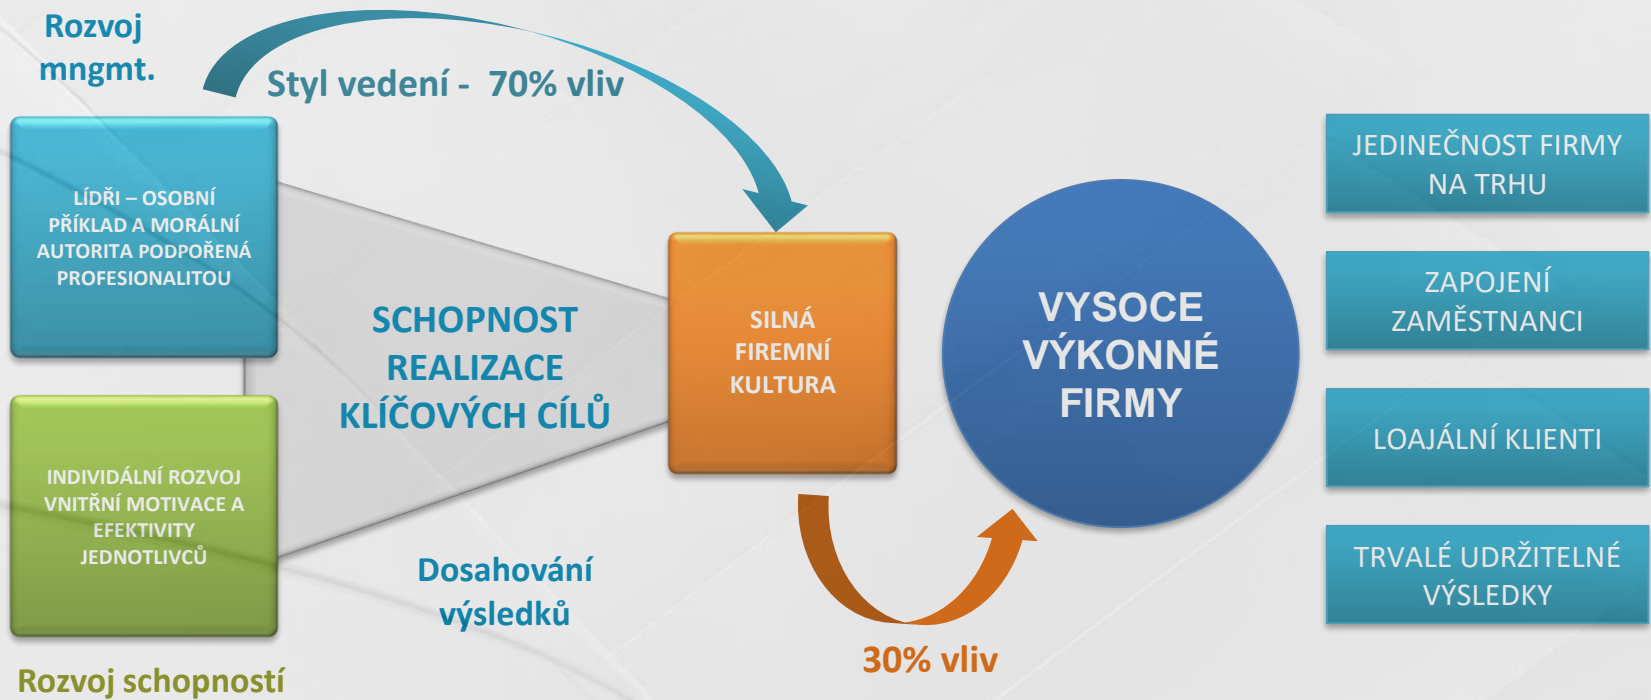 Rozvoj
mngmt.
Styl vedení - 70% vliv
LÍDŘI – OSOBNÍ
PŘÍKLAD A MORÁLNÍ
AUTORITA PODPOŘENÁ
PROFESIONALITOU
INDIVIDÁLNÍ ROZVOJ
VNITŘNÍ MOTIVACE A
EFEKTIVITY
JEDNOTLIVCŮ
Rozvoj schopností
SCHOPNOST
REALIZACE
KLÍČOVÝCH CÍLŮ
Dosahování
výsledků
SILNÁ
FIREMNÍ
KULTURA
30% vliv
VYSOCE
VÝKONNÉ
FIRMY
JEDINEČNOST FIRMY
NA TRHU
ZAPOJENÍ
ZAMĚSTNANCI
LOAJÁLNÍ KLIENTI
TRVALÉ UDRŽITELNÉ
VÝSLEDKY